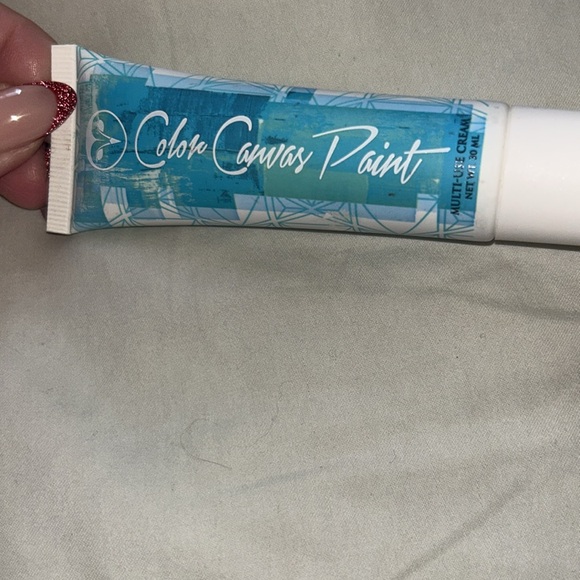 Color Canvas Paint
MULTI-USE CREAM
NET WT 30 ML